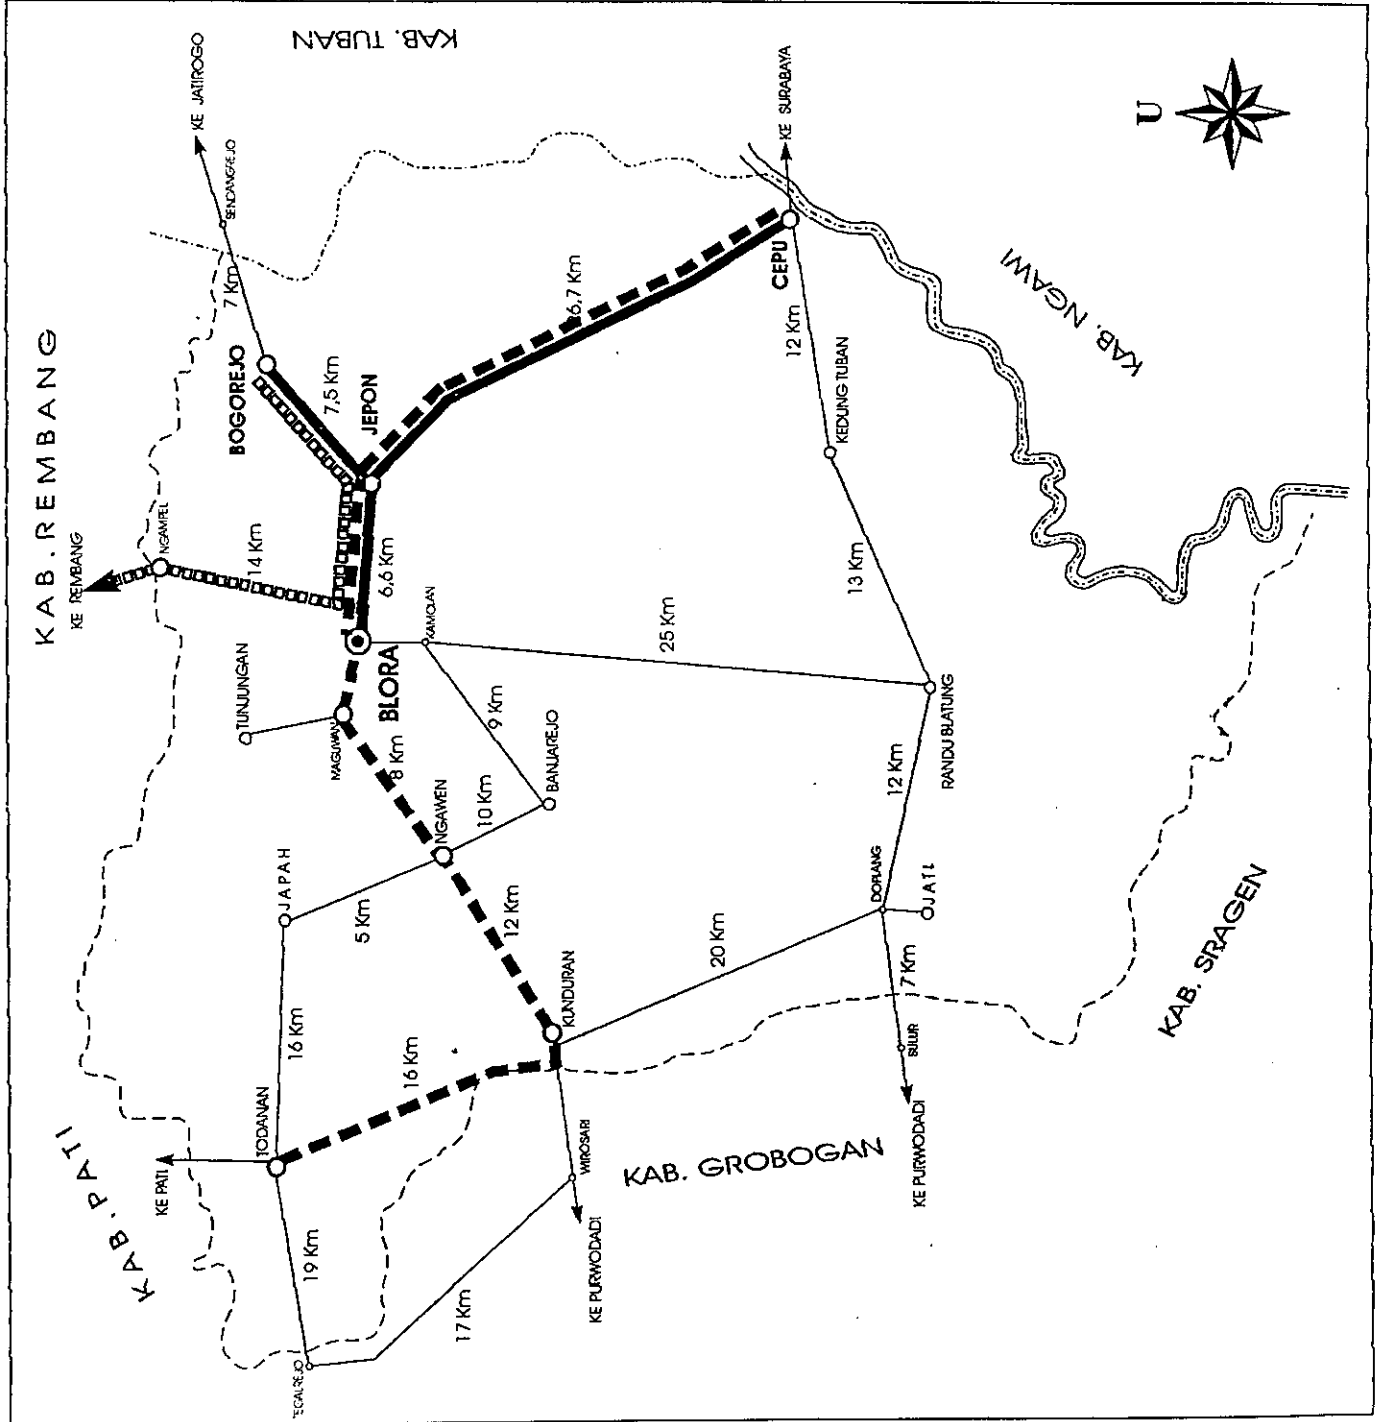 KAB. TUBAN
KE JATIROGO
SENDANGREJO
7 Km
KE SURABAYA
U
KAB. REMBANG
KE REMBANG
NGAMPEL
14 Km
BOGOREJO
7,5 Km
JEPON
6,7 Km
CEPU
12 Km
KEDUNG TUBAN
KAB. NGAWI
6,6 Km
KAMOLAN
13 Km
25 Km
TUNJUNGAN
BLORA
MAGUWAN
8 Km
9 Km
BANJAREJO
10 Km
NGAWEN
RANDU BLATUNG
12 Km
JAPAH
5 Km
12 Km
DOPLANG
JATI
KUNDURAN
20 Km
7 Km
SULUR
KAB. SRAGEN
16 Km
16 Km
TODANAN
KAB. PATI
KE PATI
WIROSARI
KAB. GROBOGAN
KE PURWODADI
KE PURWODADI
19 Km
17 Km
TEGALREJO